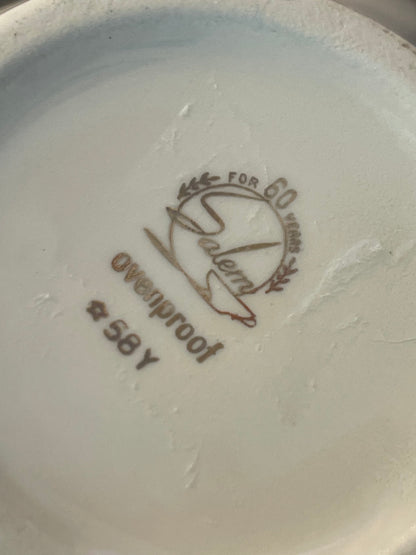 FOR 60 YEARS
Salem
ovenproof
☆ 58 Y